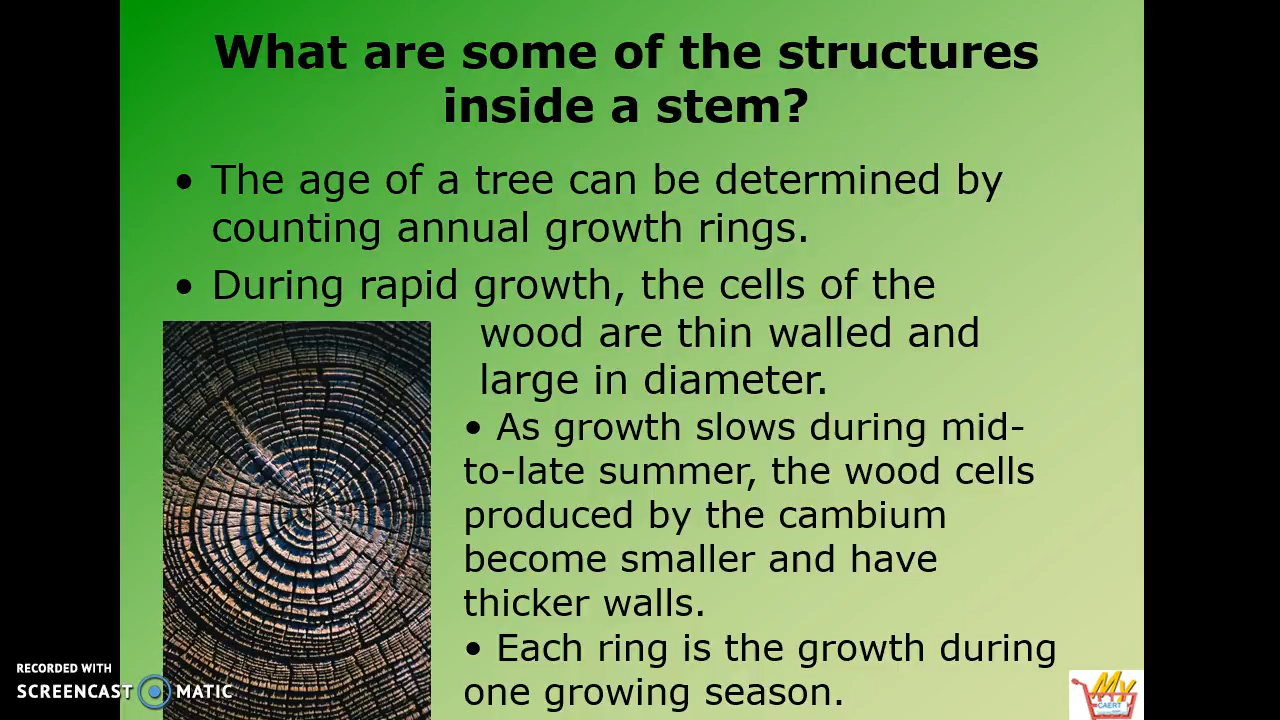 What are some of the structures
inside a stem?
• The age of a tree can be determined by
counting annual growth rings.
• During rapid growth, the cells of the
wood are thin walled and
large in diameter.
• As growth slows during mid-
to-late summer, the wood cells
produced by the cambium
become smaller and have
thicker walls.
• Each ring is the growth during
one growing season.
RECORDED WITH
SCREENCAST MATIC
My
CAERT